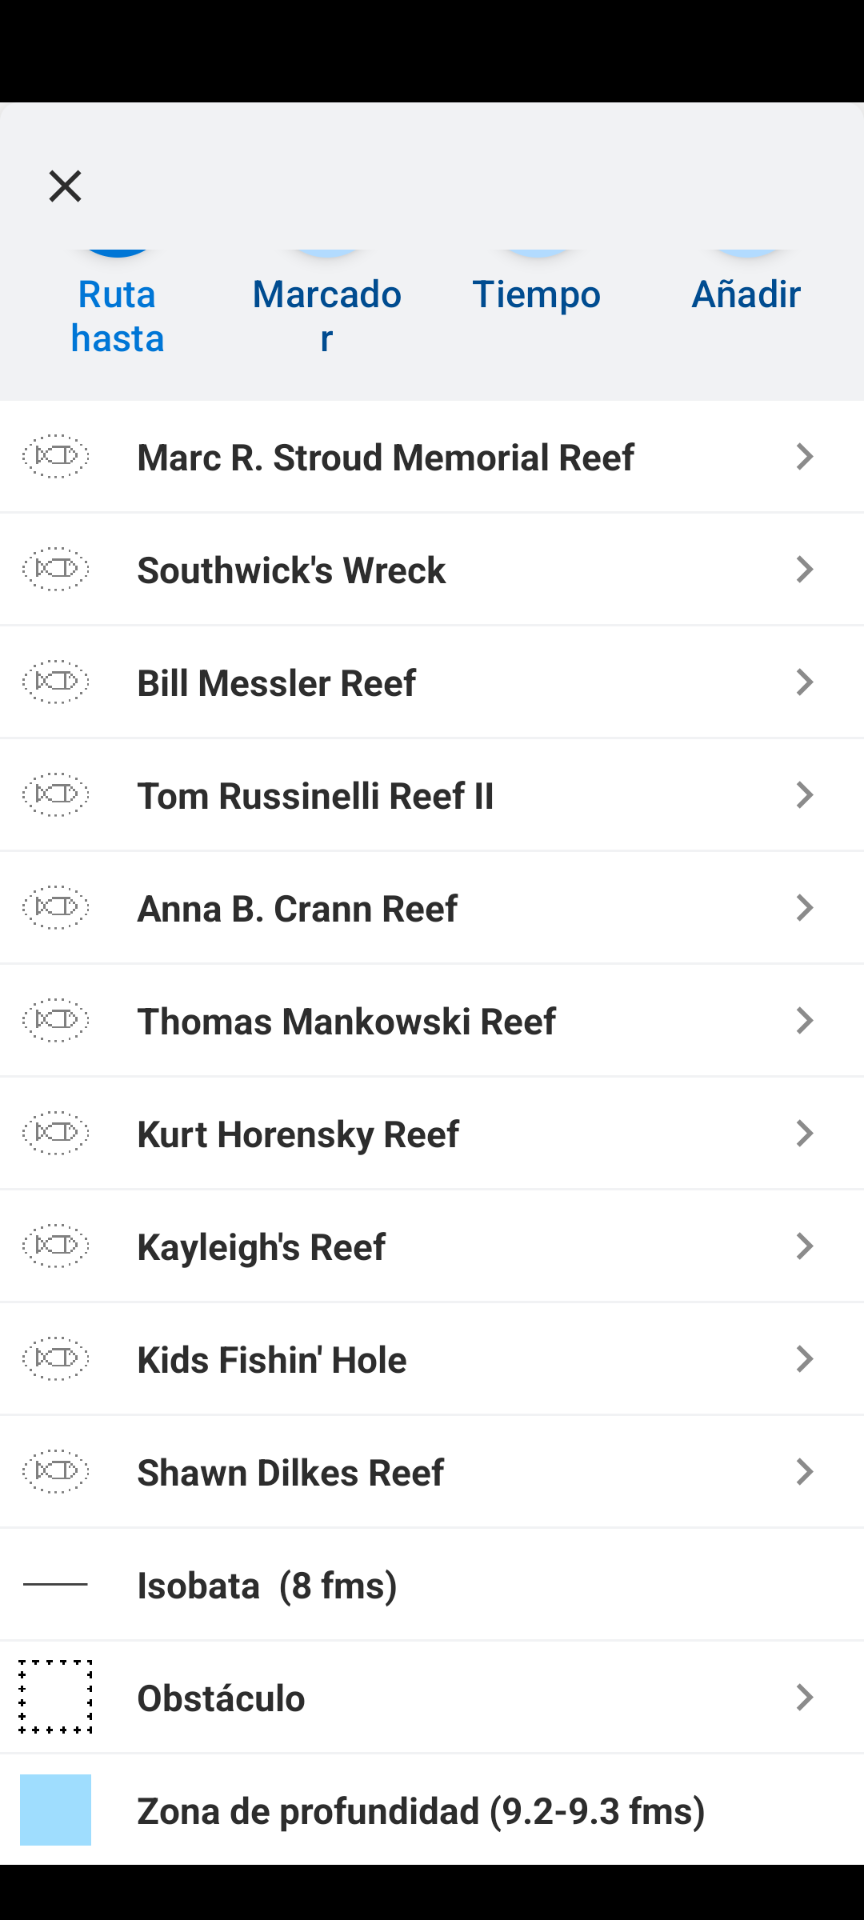 Ruta
hasta
Marcado
r
Tiempo
Añadir
Marc R. Stroud Memorial Reef
Southwick's Wreck
Bill Messler Reef
Tom Russinelli Reef II
Anna B. Crann Reef
Thomas Mankowski Reef
Kurt Horensky Reef
Kayleigh's Reef
Kids Fishin' Hole
Shawn Dilkes Reef
Isobata (8 fms)
Obstáculo
Zona de profundidad (9.2-9.3 fms)